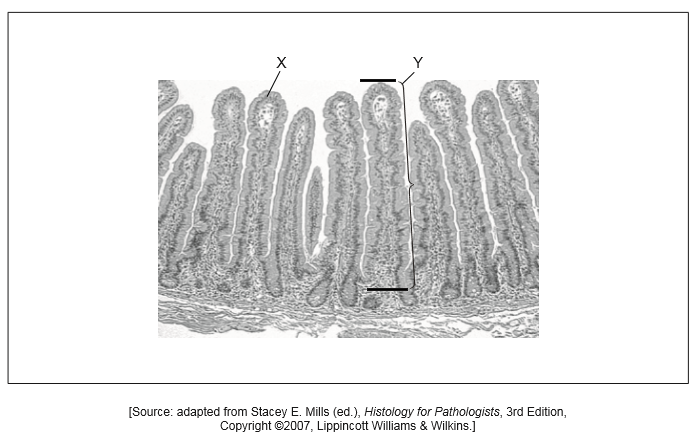 X
Y
[Source: adapted from Stacey E. Mills (ed.), Histology for Pathologists, 3rd Edition,
Copyright ©2007, Lippincott Williams & Wilkins.]